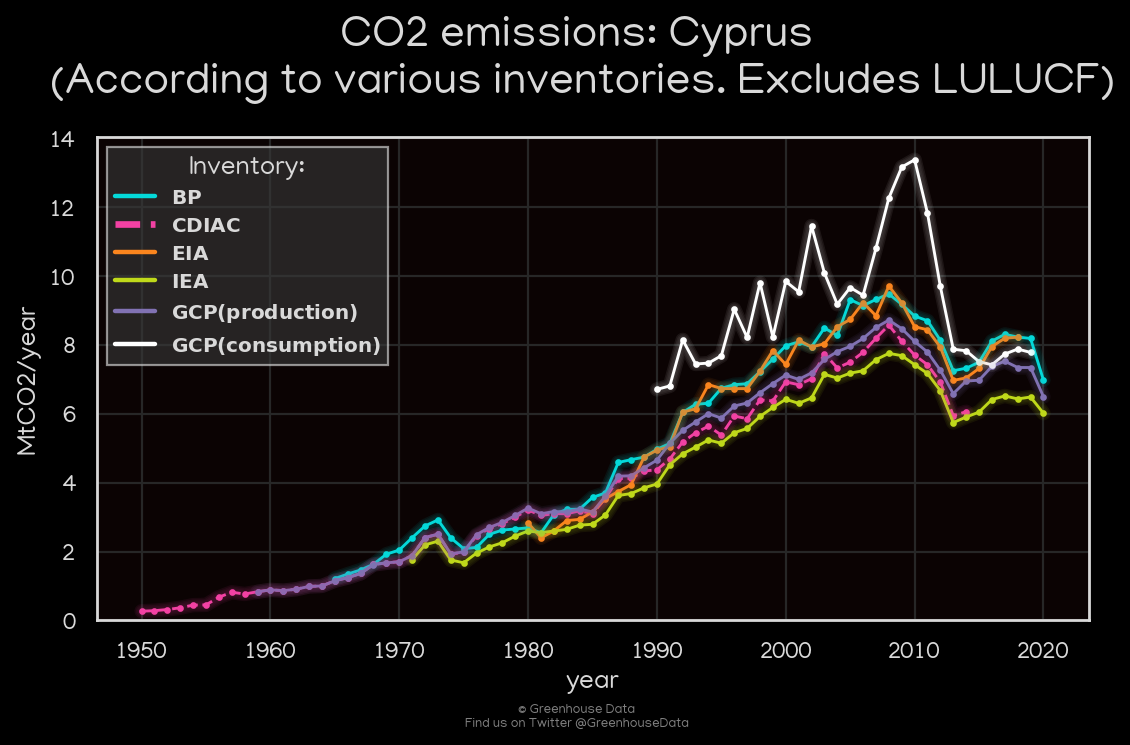 CO2 emissions: Cyprus
(According to various inventories. Excludes LULUCF)
14
12
10
8
6
4
2
0
MtCO2/year
Inventory:
BP
CDIAC
EIA
IEA
GCP(production)
GCP(consumption)
1950 1960 1970 1980 1990 2000 2010 2020
year
© Greenhouse Data
Find us on Twitter @GreenhouseData